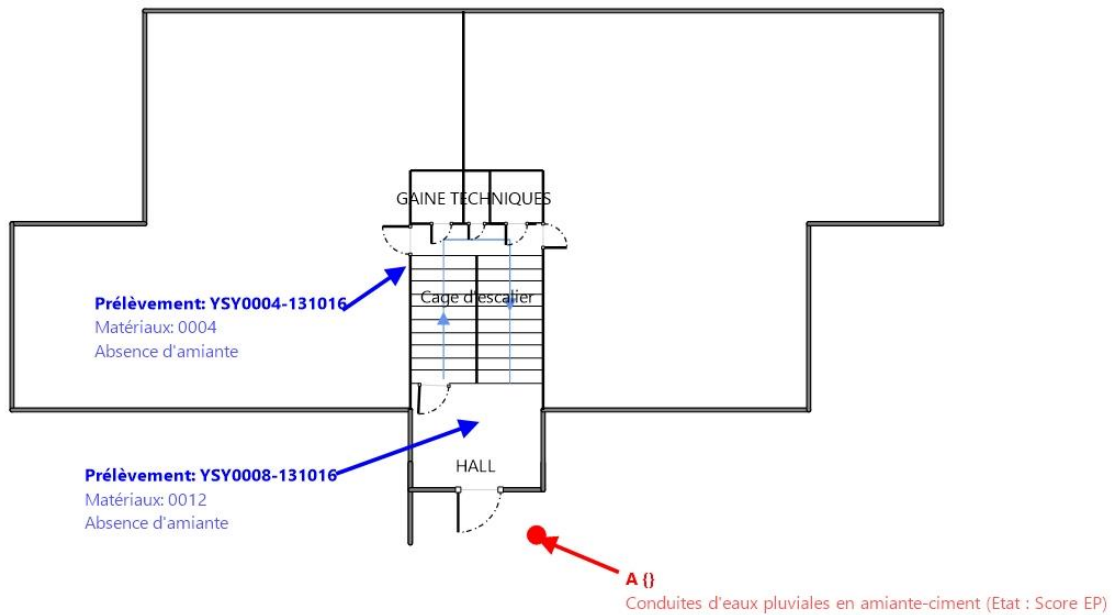 GAINE TECHNIQUES
Cage d'escalier
Prélèvement: YSY0004-131016
Matériaux: 0004
Absence d'amiante
HALL
Prélèvement: YSY0008-131016
Matériaux: 0012
Absence d'amiante
A {}
Conduites d'eaux pluviales en amiante-ciment (Etat : Score EP)